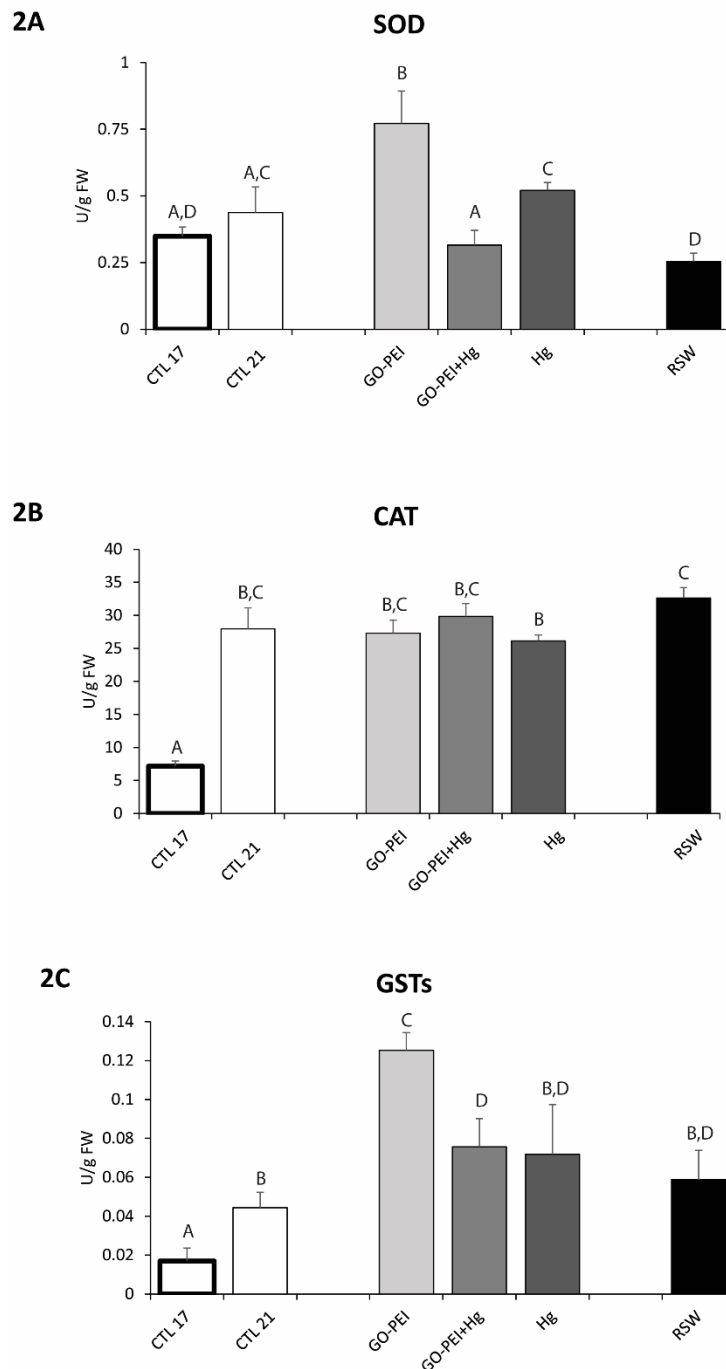 2A
SOD
1
0.75
0.5
0.25
0
U/g FW
A,D
A,C
B
A
C
D
CTL 17
CTL 21
GO-PEI
GO-PEI+Hg
Hg
RSW
2B
CAT
40
35
30
25
20
15
10
5
0
U/g FW
A
B,C
B,C
B,C
B
C
CTL 17
CTL 21
GO-PEI
GO-PEI+Hg
Hg
RSW
2C
GSTs
0.14
0.12
0.1
0.08
0.06
0.04
0.02
0
U/g FW
A
B
C
D
B,D
B,D
CTL 17
CTL 21
GO-PEI
GO-PEI+Hg
Hg
RSW